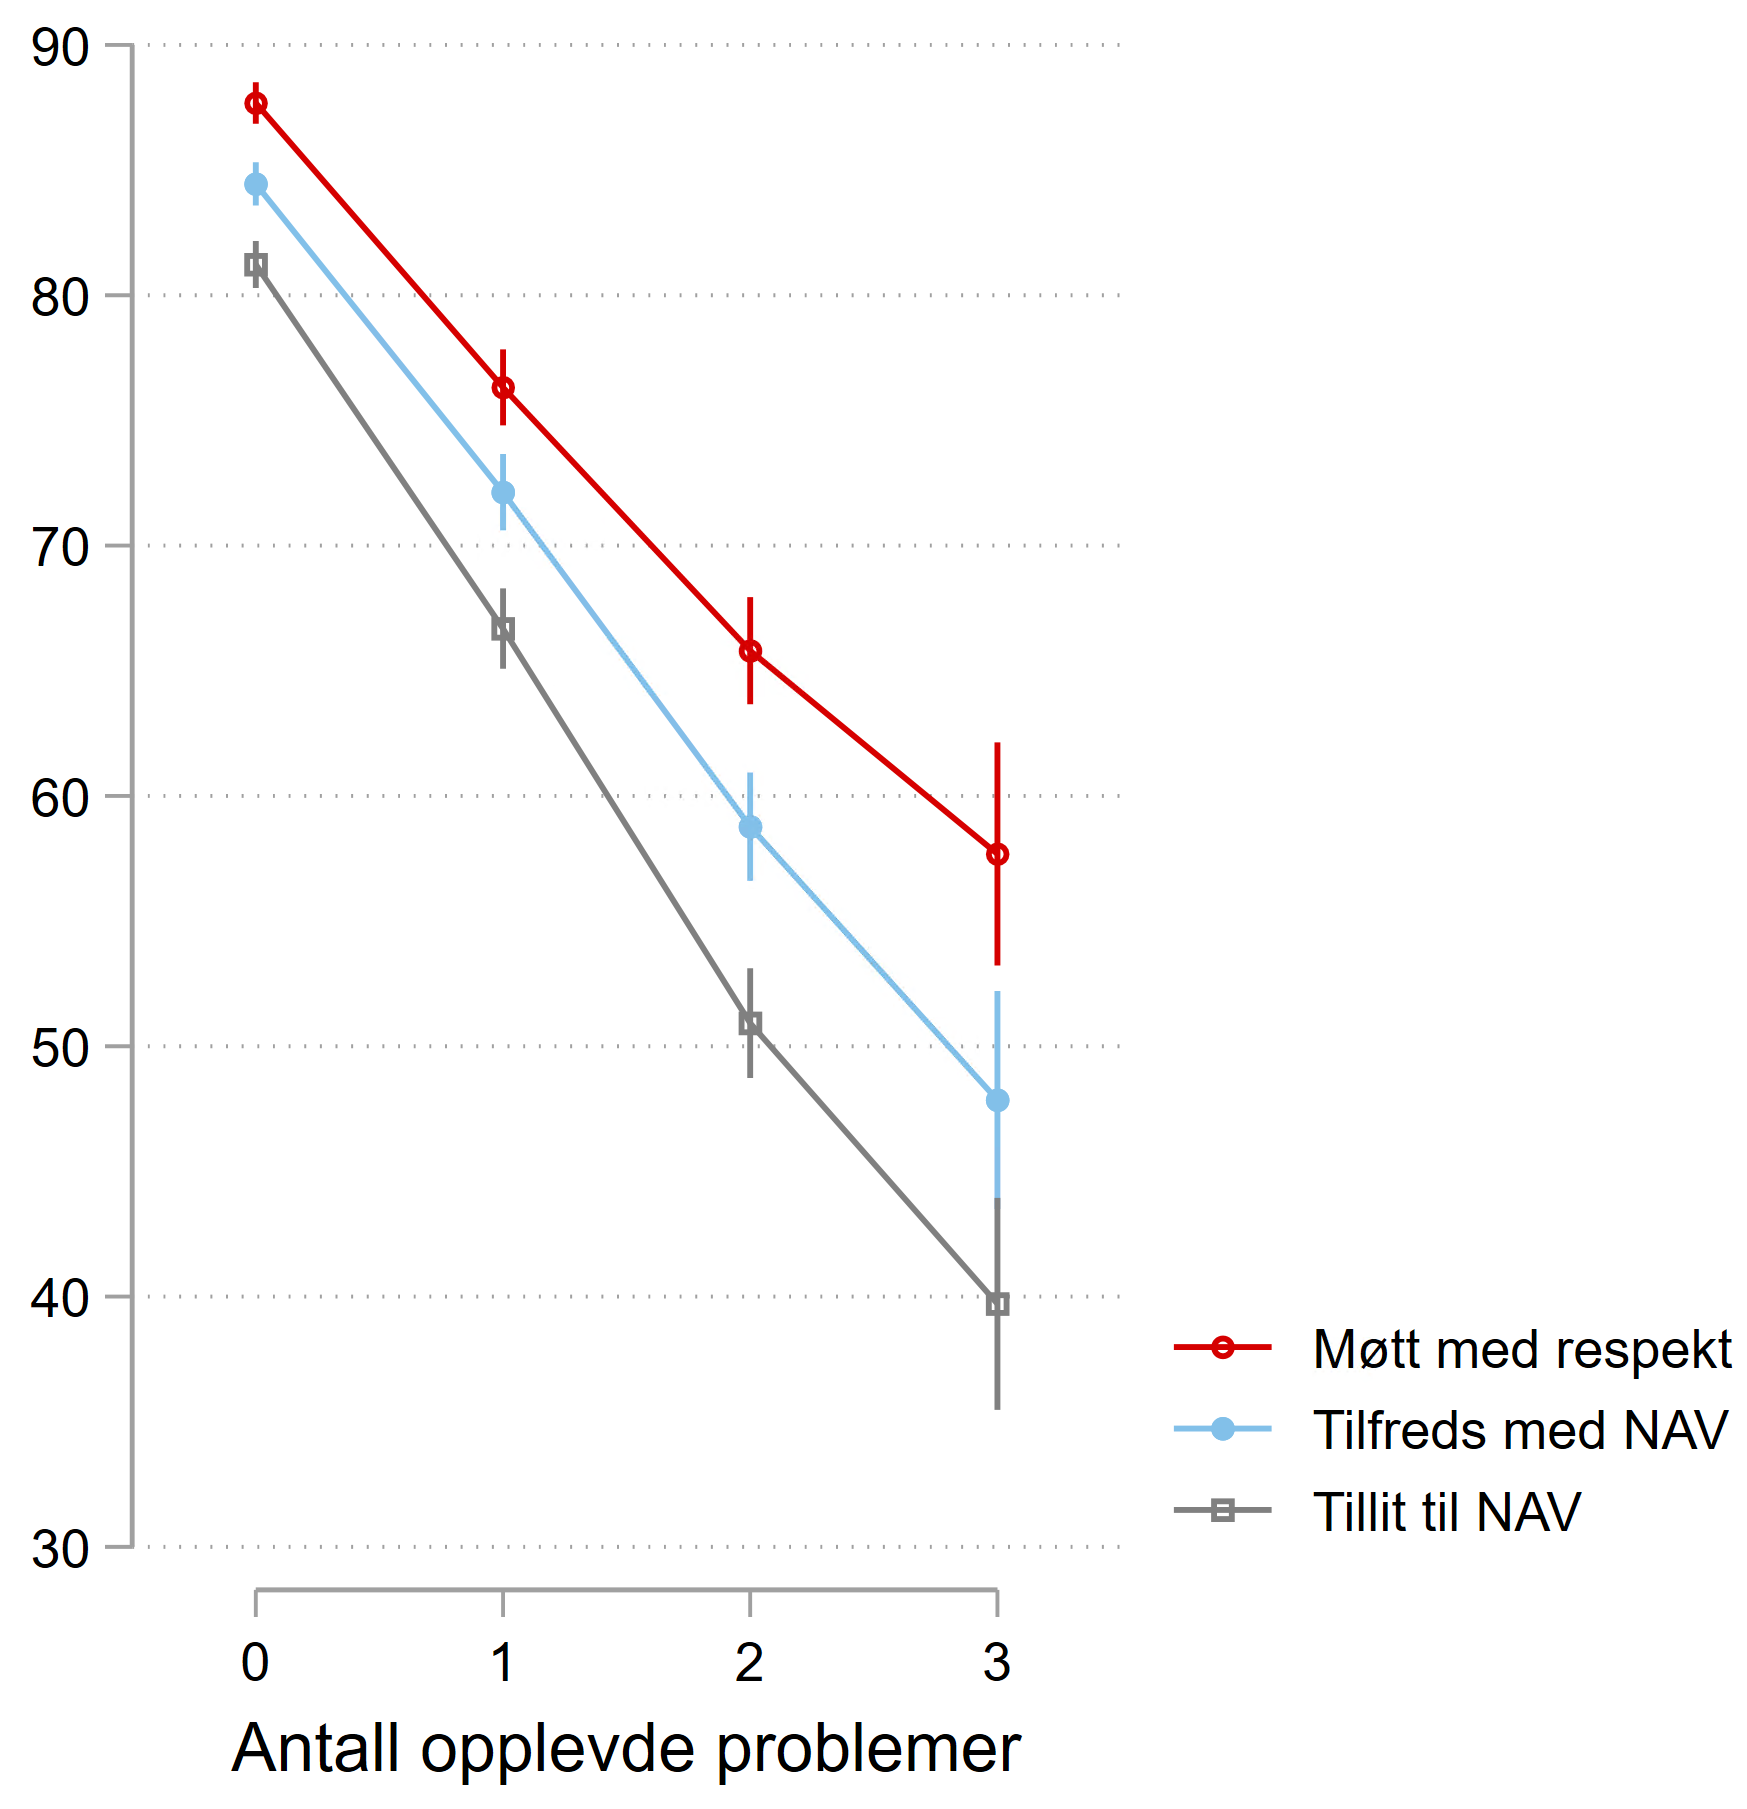 90
80
70
60
50
40
30
0 1 2 3
Antall opplevde problemer
Møtt med respekt
Tilfreds med NAV
Tillit til NAV